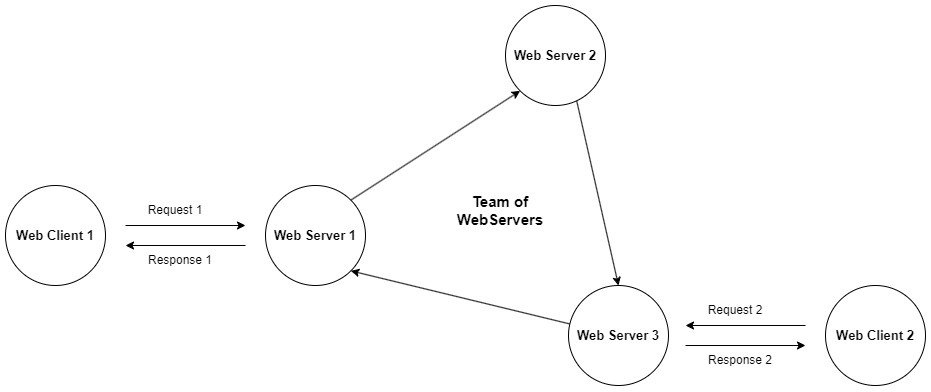 Web Server 2
Team of
WebServers
Web Client 1
Request 1
Response 1
Web Server 1
Web Server 3
Request 2
Response 2
Web Client 2